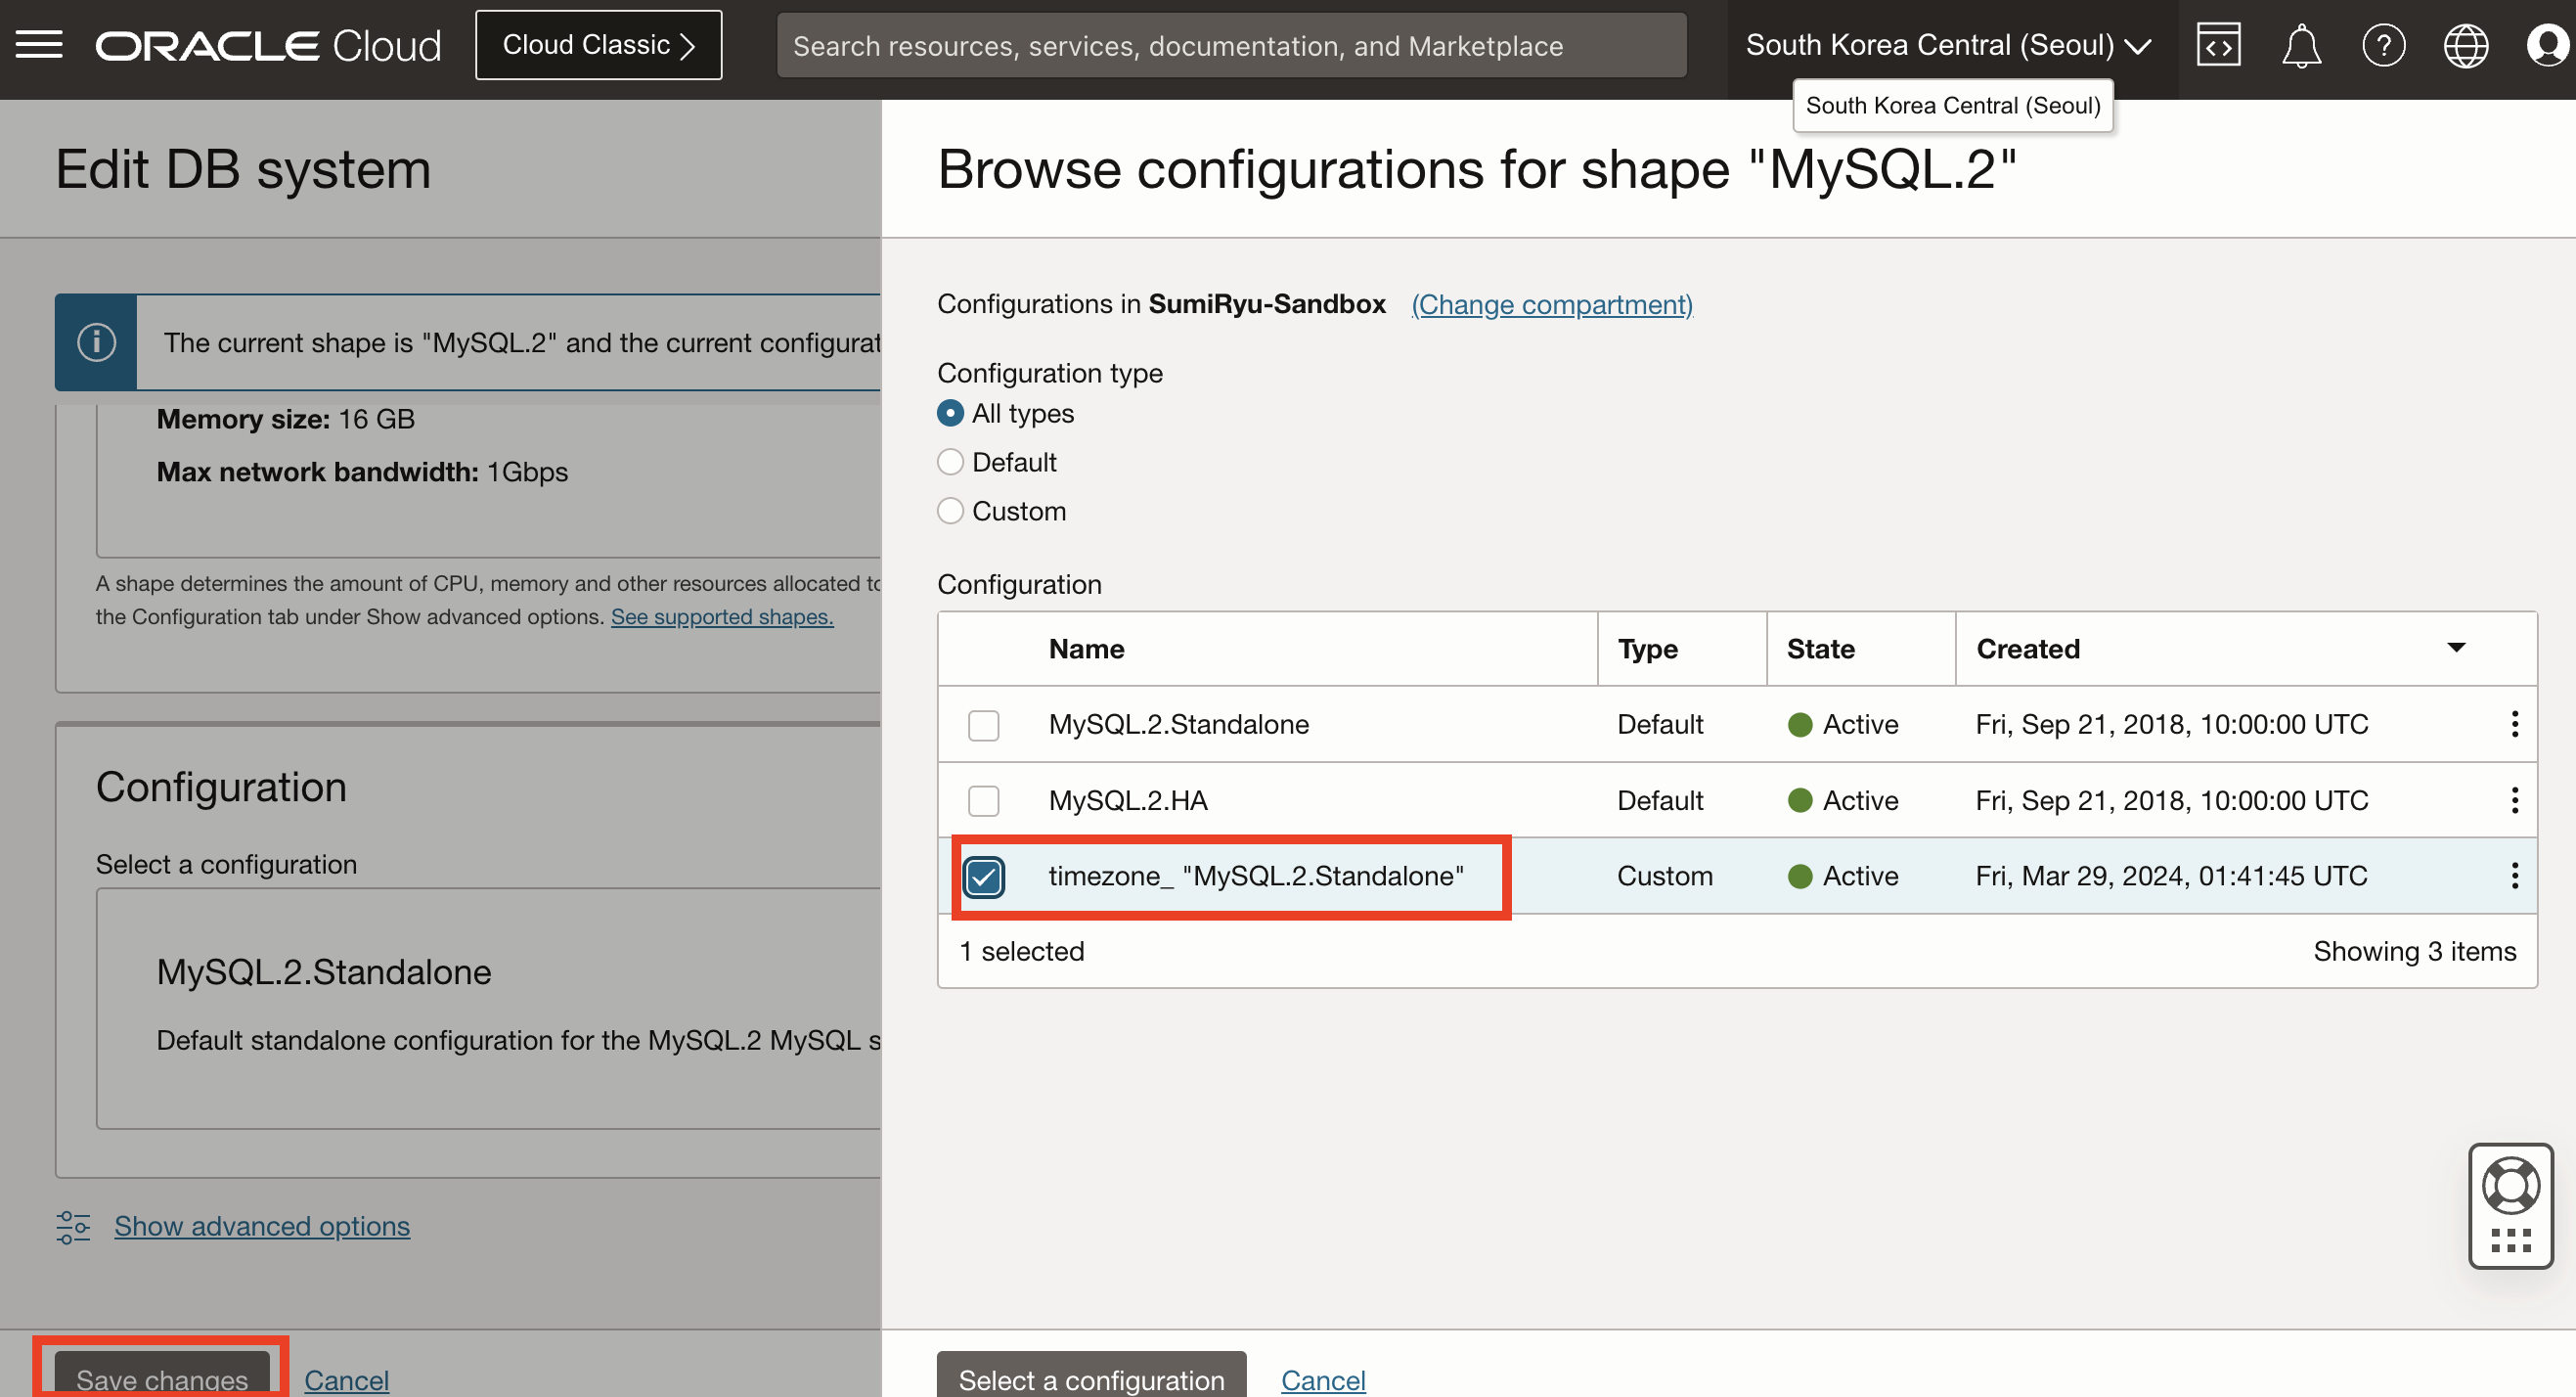 ORACLE Cloud
Cloud Classic
Search resources, services, documentation, and Marketplace
South Korea Central (Seoul)
South Korea Central (Seoul)
Edit DB system
The current shape is "MySQL.2" and the current
Memory size: 16 GB
Max network bandwidth: 1Gbps
A shape determines the amount of CPU, memory and other resources allocated
the Configuration tab under Show advanced options. See supported shapes.
Configuration
Select a configuration
MySQL.2.Standalone
Default standalone configuration for the MySQL.2 MySQL
Show advanced options
Save changes
Cancel
Browse configurations for shape "MySQL.2"
Configurations in SumiRyu-Sandbox (Change compartment)
Configuration type
All types
Default
Custom
Configuration
Name Type State Created
MySQL.2.Standalone Default Active Fri, Sep 21, 2018, 10:00:00 UTC
MySQL.2.HA Default Active Fri, Sep 21, 2018, 10:00:00 UTC
timezone_ "MySQL.2.Standalone" Custom Active Fri, Mar 29, 2024, 01:41:45 UTC
1 selected
Showing 3 items
Select a configuration
Cancel